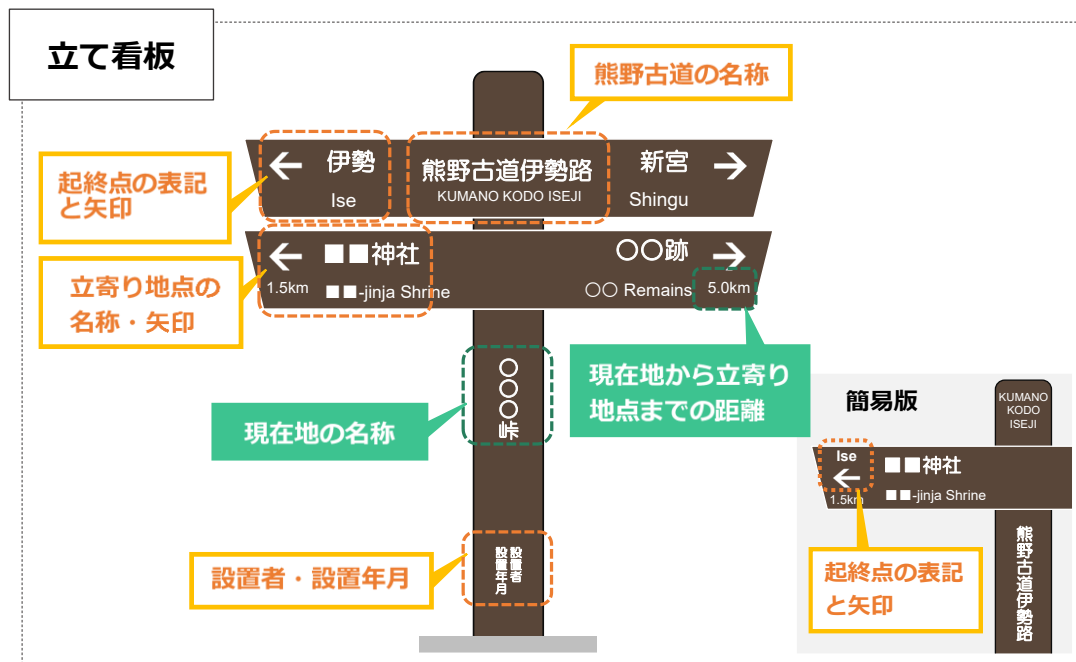 立て看板
熊野古道の名称
起終点の表記
と矢印
← 伊勢
Ise
熊野古道伊勢路
KUMANO KODO ISEJI
新宮 →
Shingu
立寄り地点の
名称・矢印
← ■■神社
1.5km ■■-jinja Shrine
〇〇跡 →
〇〇 Remains 5.0km
現在地から立寄り
地点までの距離
現在地の名称
〇〇〇峠
設置者・設置年月
設置者
設置年月
簡易版
KUMANO
KODO
ISEJI
Ise
← ■■神社
1.5km ■■-jinja Shrine
起終点の表記
と矢印
熊野古道伊勢路